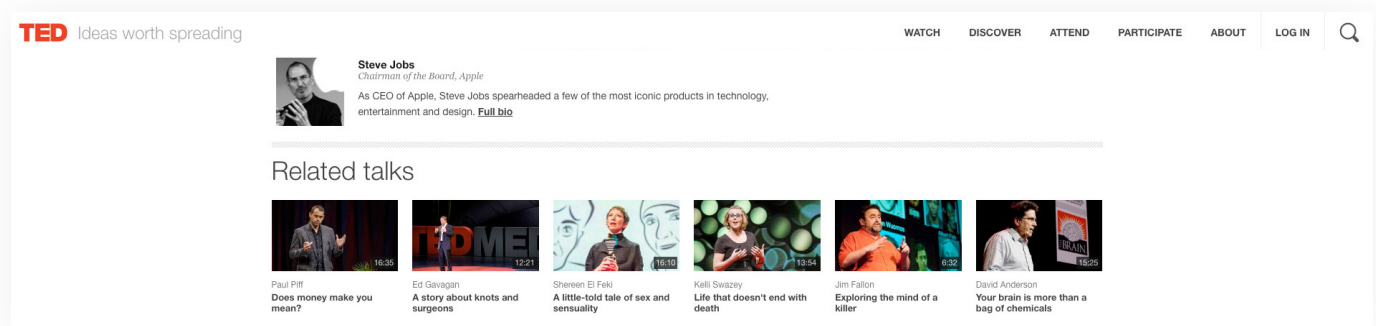 TED Ideas worth spreading
WATCH DISCOVER ATTEND PARTICIPATE ABOUT LOG IN
Steve Jobs
Chairman of the Board, Apple
As CEO of Apple, Steve Jobs spearheaded a few of the most iconic products in technology,
entertainment and design. Full bio
Related talks
16:35
TEDMED
12:21
16:10
13:54
6:32
BRAIN
15:25
Paul Piff
Does money make you
mean?
Ed Gavagan
A story about knots and
surgeons
Shereen El Feki
A little-told tale of sex and
sensuality
Kelli Swazey
Life that doesn't end with
death
Jim Fallon
Exploring the mind of a
killer
David Anderson
Your brain is more than a
bag of chemicals